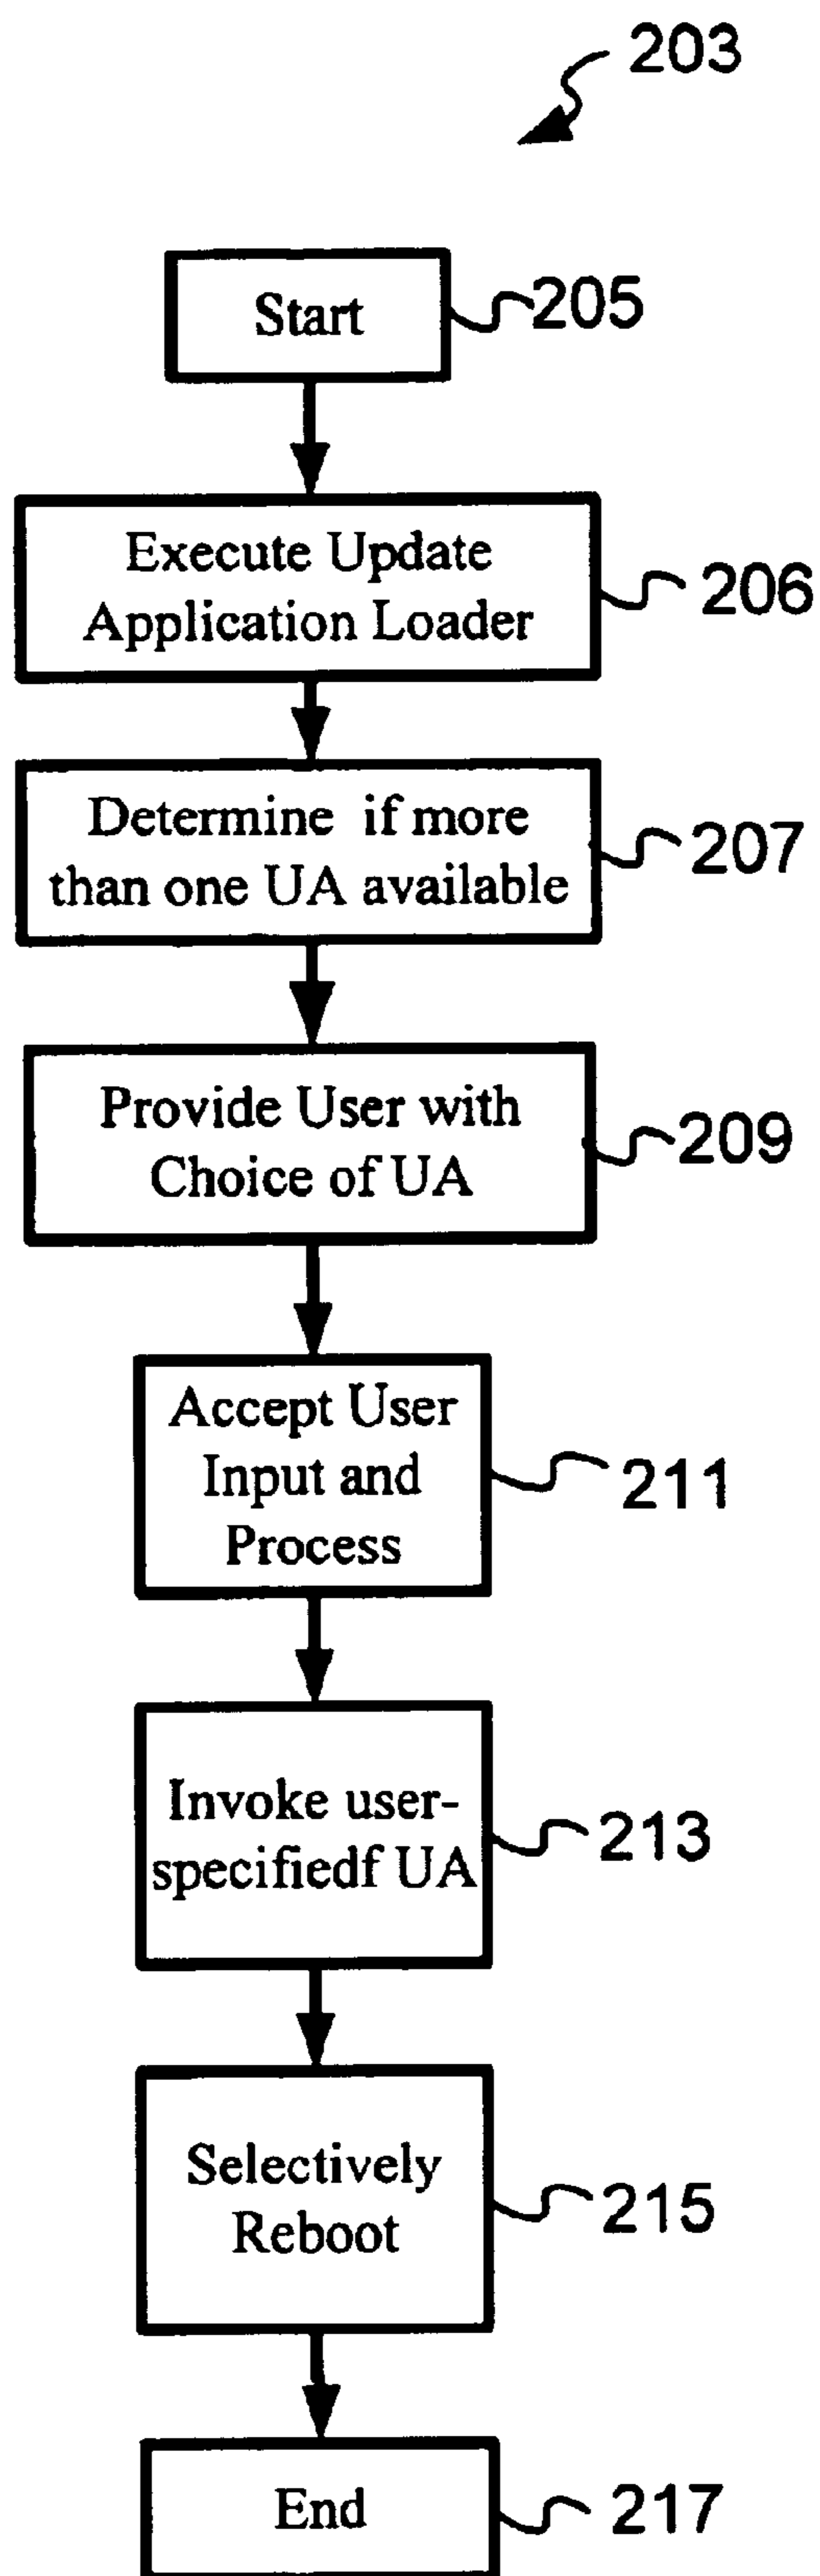 203
Start
205
Execute Update
Application Loader
206
Determine if more
than one UA available
207
Provide User with
Choice of UA
209
Accept User
Input and
Process
211
Invoke user-
specifiedf UA
213
Selectively
Reboot
215
End
217